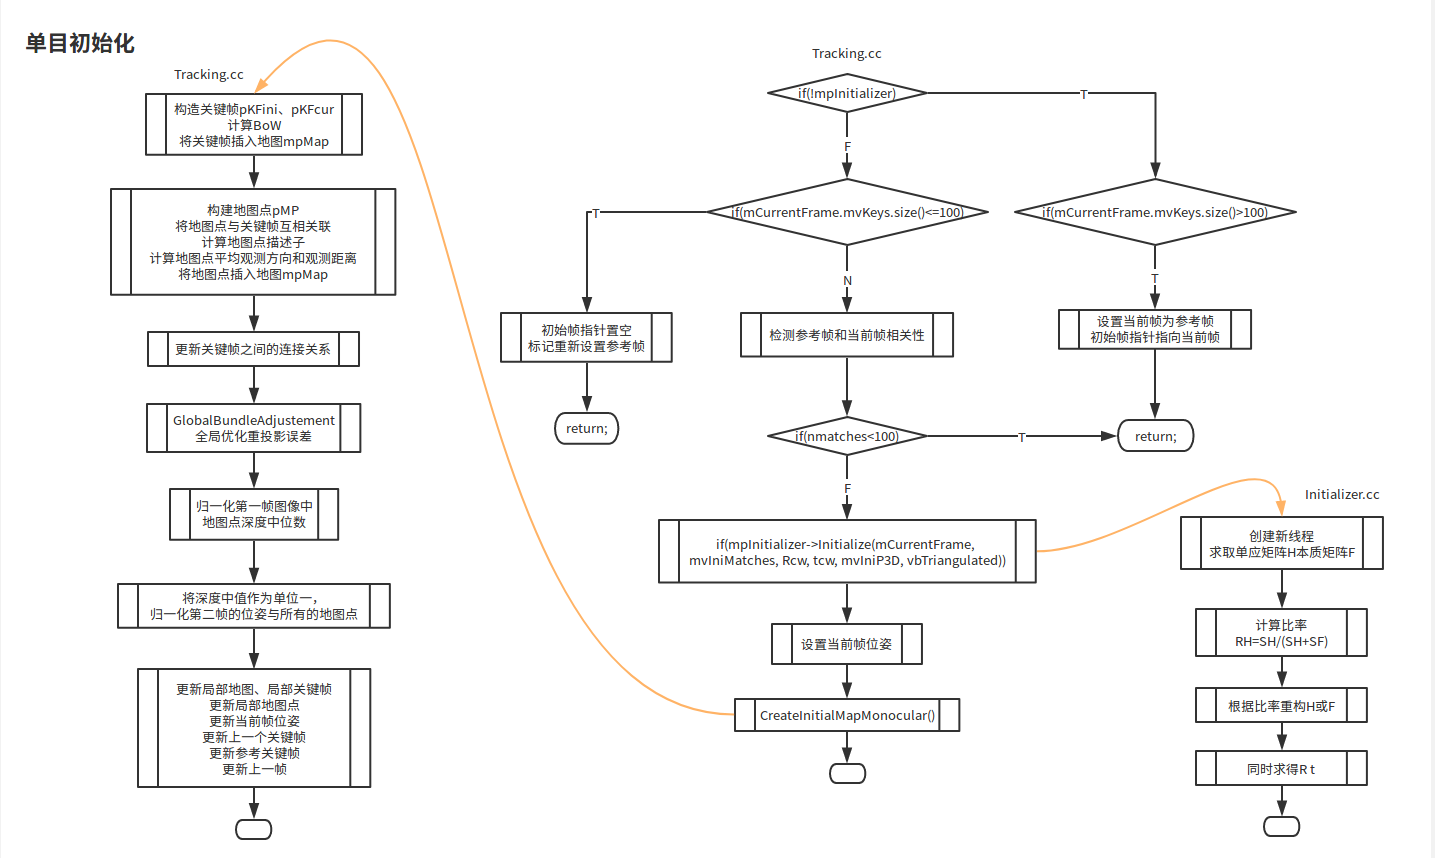 单目初始化
Tracking.cc
构造关键帧pKFini、pKFcur
计算BoW
将关键帧插入地图mpMap
构建地图点pMP
将地图点与关键帧互相关联
计算地图点描述子
计算地图点平均观测方向和观测距离
将地图点插入地图mpMap
更新关键帧之间的连接关系
GlobalBundleAdjustement
全局优化重投影误差
归一化第一帧图像中
地图点深度中位数
将深度中值作为单位一，
归一化第二帧的位姿与所有的地图点
更新局部地图、局部关键帧
更新局部地图点
更新当前帧位姿
更新上一个关键帧
更新参考关键帧
更新上一帧
Tracking.cc
if(!mpInitializer)
T
F
if(mCurrentFrame.mvKeys.size()<=100)
if(mCurrentFrame.mvKeys.size()>100)
T
N
T
初始帧指针置空
标记重新设置参考帧
检测参考帧和当前帧相关性
设置当前帧为参考帧
初始帧指针指向当前帧
return;
if(nmatches<100)
T
return;
F
if(mpInitializer->Initialize(mCurrentFrame,
mvIniMatches, Rcw, tcw, mvIniP3D, vbTriangulated))
设置当前帧位姿
CreateInitialMapMonocular()
Initializer.cc
创建新线程
求取单应矩阵H本质矩阵F
计算比率
RH=SH/(SH+SF)
根据比率重构H或F
同时求得R t